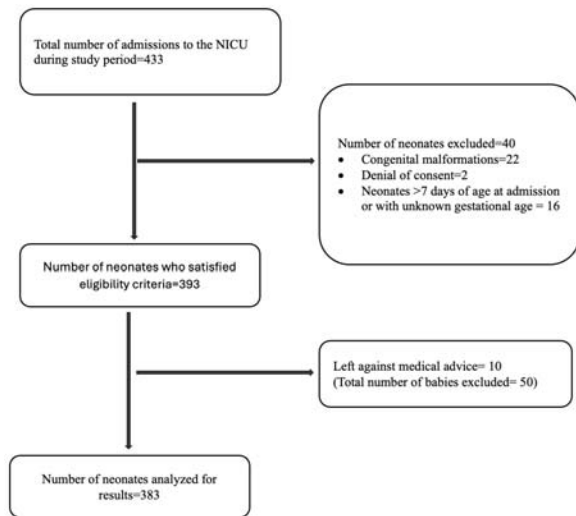 Total number of admissions to the NICU
during study period=433
Number of neonates excluded=40
• Congenital malformations=22
• Denial of consent=2
• Neonates >7 days of age at admission
or with unknown gestational age = 16
Number of neonates who satisfied
eligibility criteria=393
Left against medical advice= 10
(Total number of babies excluded= 50)
Number of neonates analyzed for
results=383